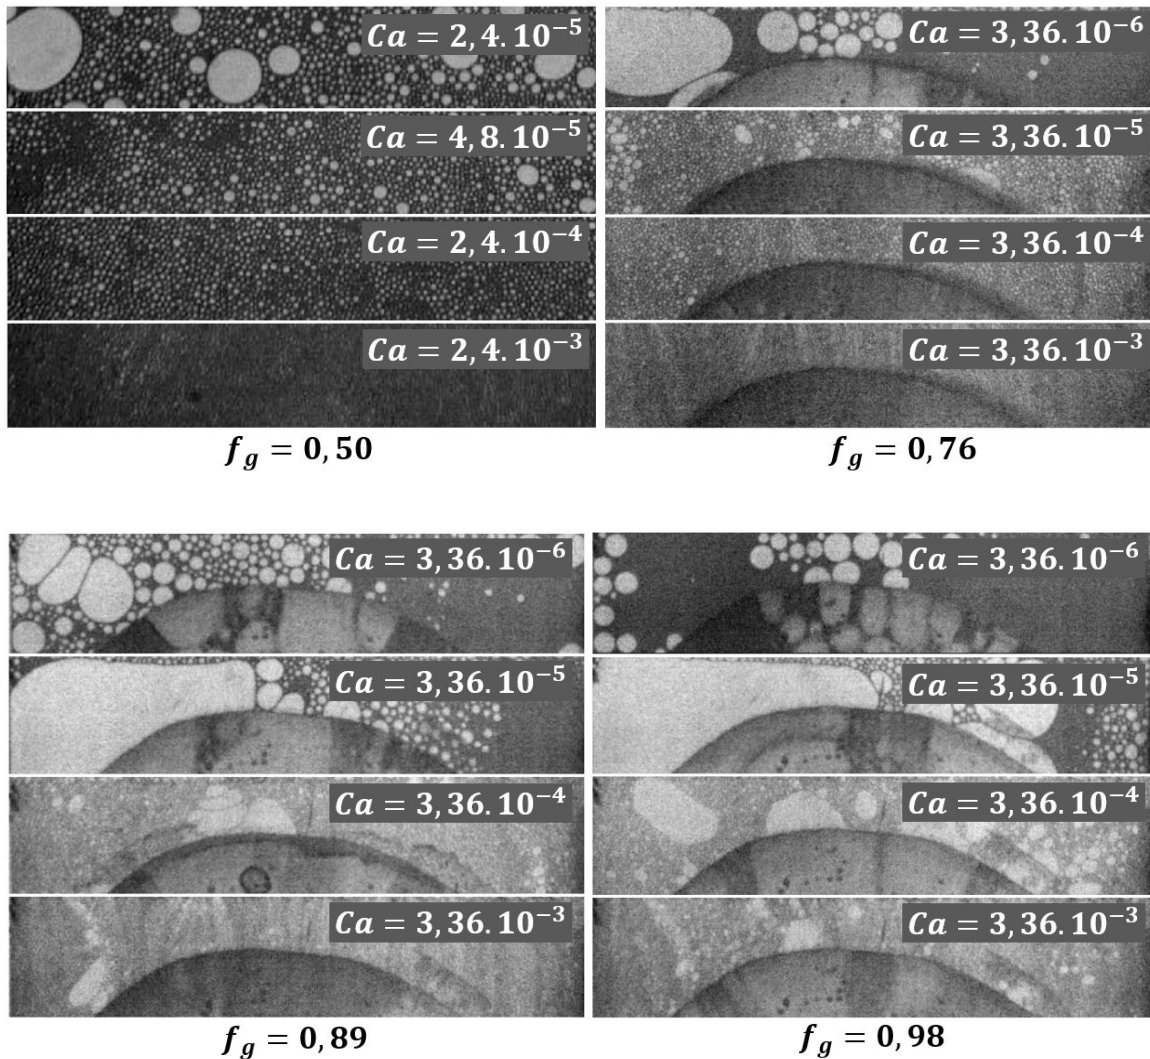 Ca = 2,4.10⁻⁵
Ca = 4,8.10⁻⁵
Ca = 2,4.10⁻⁴
Ca = 2,4.10⁻³
f_g = 0,50
Ca = 3,36.10⁻⁶
Ca = 3,36.10⁻⁵
Ca = 3,36.10⁻⁴
Ca = 3,36.10⁻³
f_g = 0,76
Ca = 3,36.10⁻⁶
Ca = 3,36.10⁻⁵
Ca = 3,36.10⁻⁴
Ca = 3,36.10⁻³
f_g = 0,89
Ca = 3,36.10⁻⁶
Ca = 3,36.10⁻⁵
Ca = 3,36.10⁻⁴
Ca = 3,36.10⁻³
f_g = 0,98